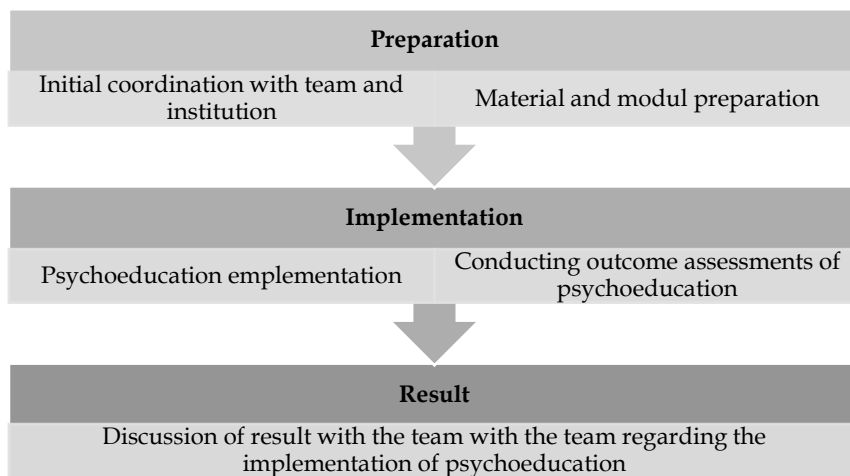 Preparation
Initial coordination with team and
institution
Material and modul preparation
Implementation
Psychoeducation emplementation
Conducting outcome assessments of
psychoeducation
Result
Discussion of result with the team with the team regarding the
implementation of psychoeducation